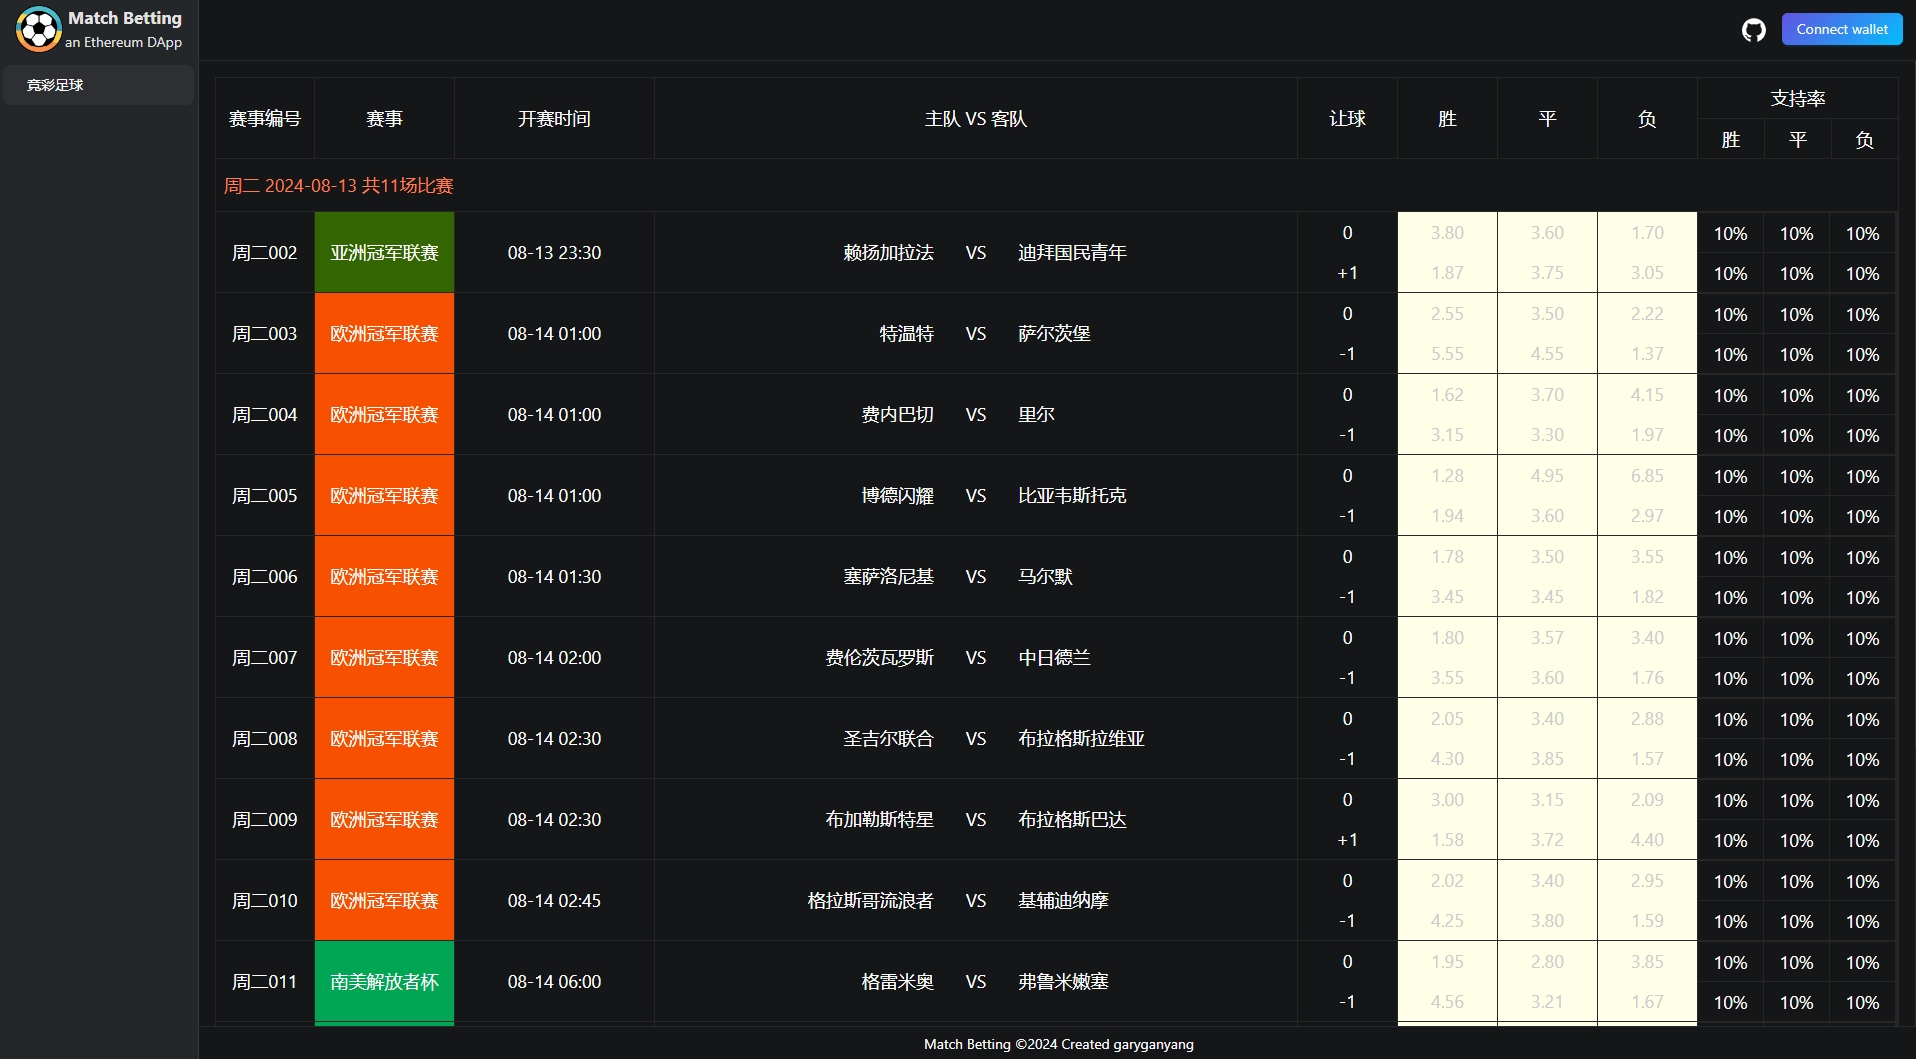 Match Betting
an Ethereum DApp
Connect wallet
竞彩足球
赛事编号 赛事 开赛时间 主队 VS 客队 让球 胜 平 负 支持率
胜 平 负
周二 2024-08-13 共11场比赛
周二002 亚洲冠军联赛 08-13 23:30 赖扬加拉法 VS 迪拜国民青年
0 3.80 3.60 1.70 10% 10% 10%
+1 1.87 3.75 3.05 10% 10% 10%
周二003 欧洲冠军联赛 08-14 01:00 特温特 VS 萨尔茨堡
0 2.55 3.50 2.22 10% 10% 10%
-1 5.55 4.55 1.37 10% 10% 10%
周二004 欧洲冠军联赛 08-14 01:00 费内巴切 VS 里尔
0 1.62 3.70 4.15 10% 10% 10%
-1 3.15 3.30 1.97 10% 10% 10%
周二005 欧洲冠军联赛 08-14 01:00 博德闪耀 VS 比亚韦斯托克
0 1.28 4.95 6.85 10% 10% 10%
-1 1.94 3.60 2.97 10% 10% 10%
周二006 欧洲冠军联赛 08-14 01:30 塞萨洛尼基 VS 马尔默
0 1.78 3.50 3.55 10% 10% 10%
-1 3.45 3.45 1.82 10% 10% 10%
周二007 欧洲冠军联赛 08-14 02:00 费伦茨瓦罗斯 VS 中日德兰
0 1.80 3.57 3.40 10% 10% 10%
-1 3.55 3.60 1.76 10% 10% 10%
周二008 欧洲冠军联赛 08-14 02:30 圣吉尔联合 VS 布拉格斯拉维亚
0 2.05 3.40 2.88 10% 10% 10%
-1 4.30 3.85 1.57 10% 10% 10%
周二009 欧洲冠军联赛 08-14 02:30 布加勒斯特星 VS 布拉格斯巴达
0 3.00 3.15 2.09 10% 10% 10%
+1 1.58 3.72 4.40 10% 10% 10%
周二010 欧洲冠军联赛 08-14 02:45 格拉斯哥流浪者 VS 基辅迪纳摩
0 2.02 3.40 2.95 10% 10% 10%
-1 4.25 3.80 1.59 10% 10% 10%
周二011 南美解放者杯 08-14 06:00 格雷米奥 VS 弗鲁米嫩塞
0 1.95 2.80 3.85 10% 10% 10%
-1 4.56 3.21 1.67 10% 10% 10%
Match Betting ©2024 Created garyganyang